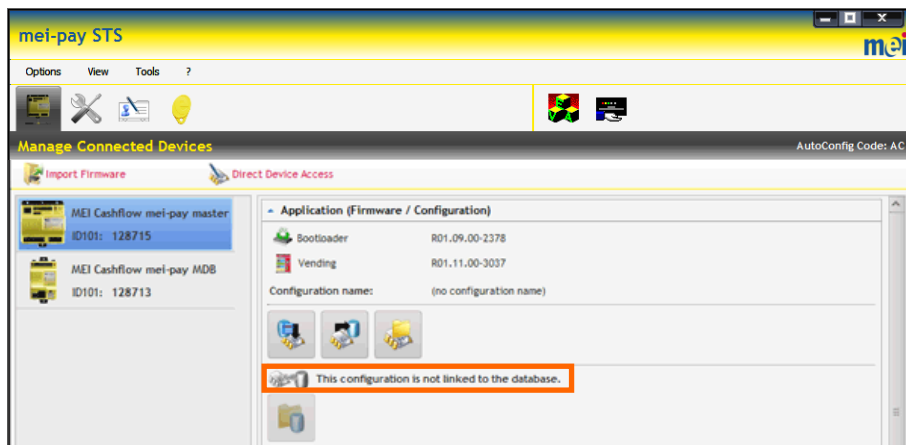 mei-pay STS
mei
Options View Tools ?
Manage Connected Devices AutoConfig Code: AC
Import Firmware Direct Device Access
MEI Cashflow mei-pay master
ID101: 128715
MEI Cashflow mei-pay MDB
ID101: 128713
Application (Firmware / Configuration)
Bootloader R01.09.00-2378
Vending R01.11.00-3037
Configuration name: (no configuration name)
This configuration is not linked to the database.